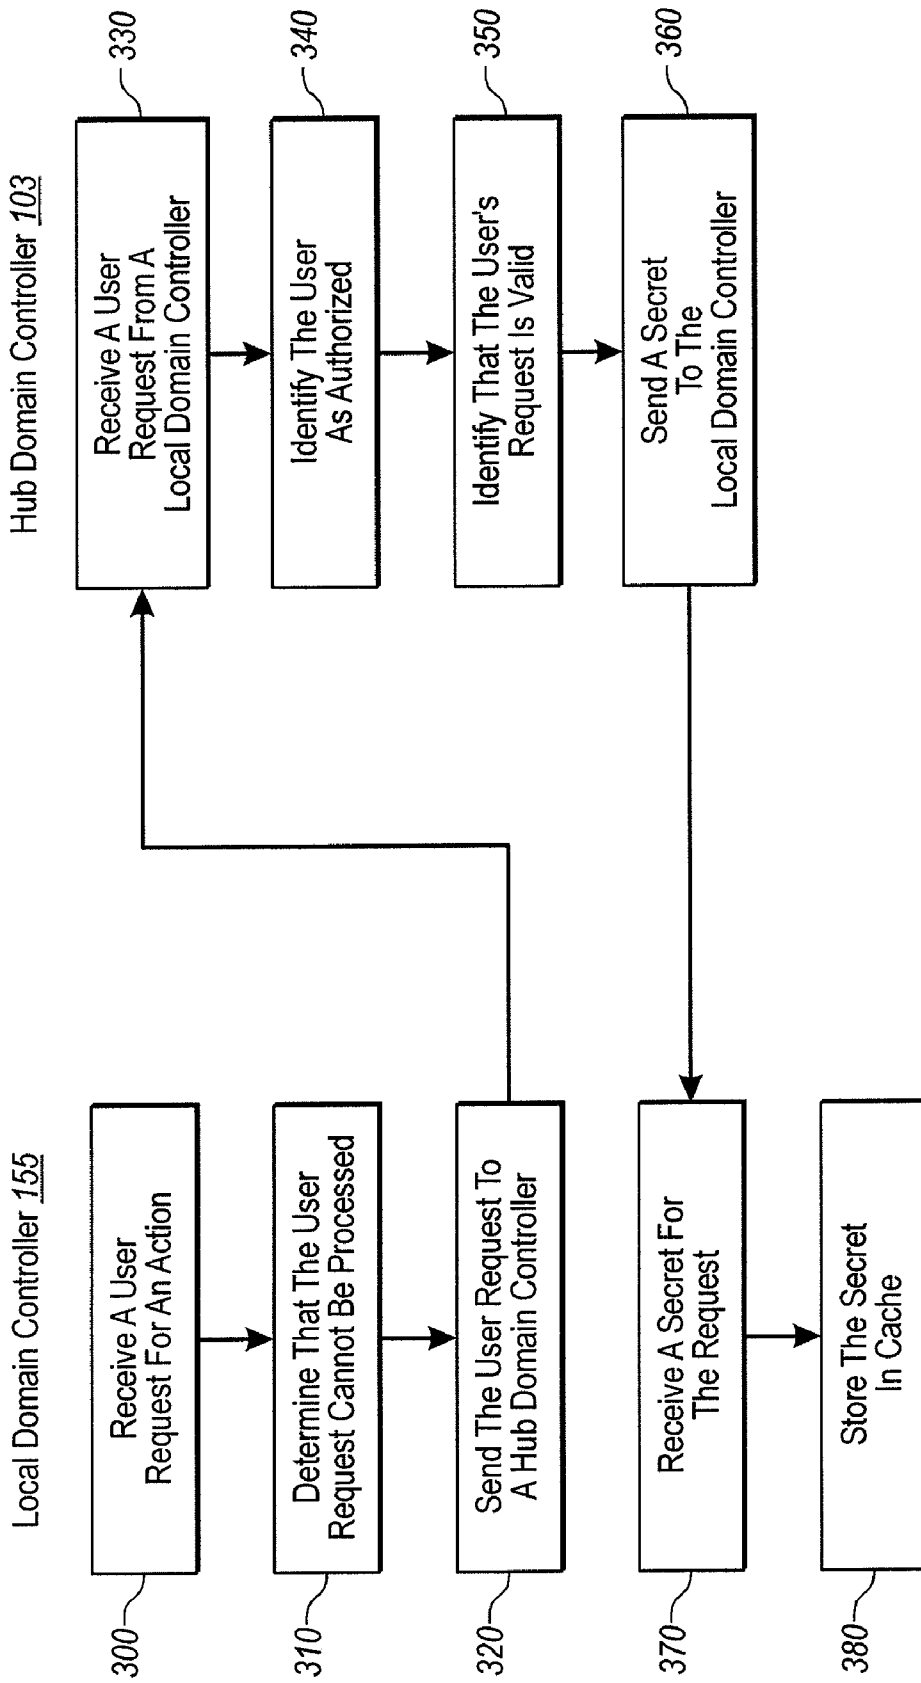 Local Domain Controller 155
300
Receive A User
Request For An Action
310
Determine That The User
Request Cannot Be Processed
320
Send The User Request To
A Hub Domain Controller
370
Receive A Secret For
The Request
380
Store The Secret
In Cache
Hub Domain Controller 103
Receive A User
Request From A
Local Domain Controller
330
Identify The User
As Authorized
340
Identify That The User's
Request Is Valid
350
Send A Secret
To The
Local Domain Controller
360